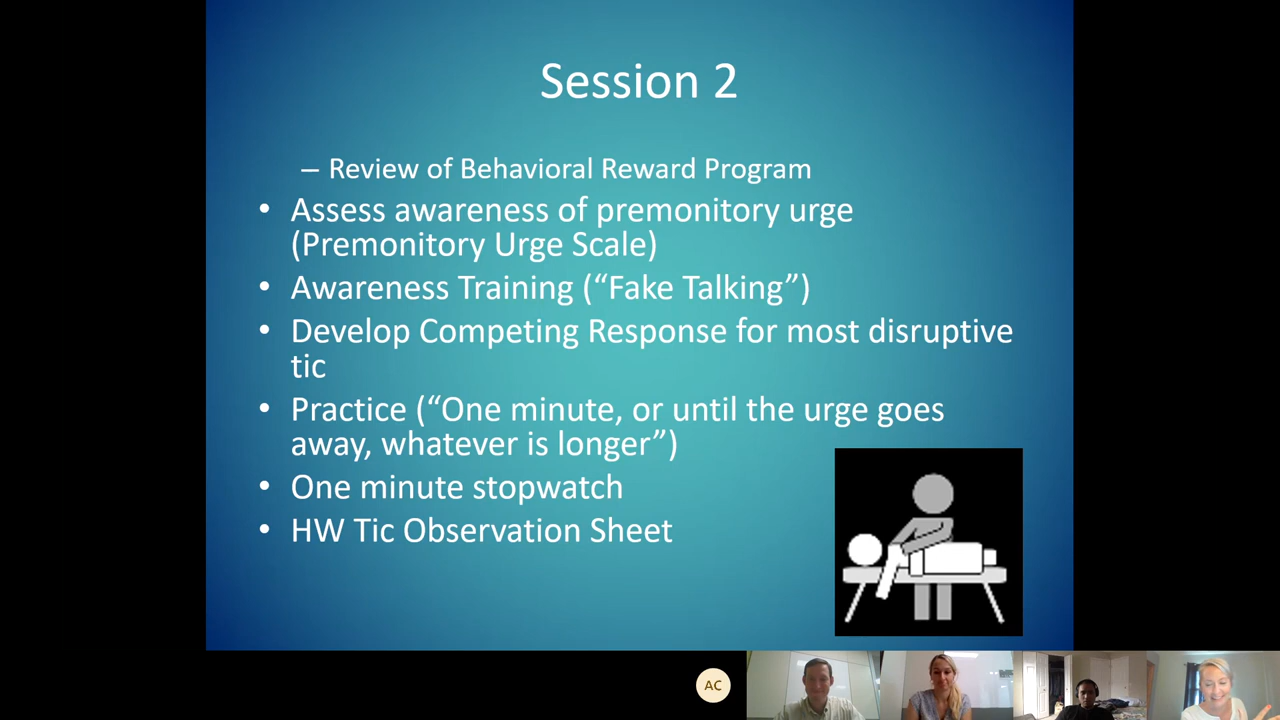 Session 2
– Review of Behavioral Reward Program
• Assess awareness of premonitory urge
(Premonitory Urge Scale)
• Awareness Training (“Fake Talking”)
• Develop Competing Response for most disruptive
tic
• Practice (“One minute, or until the urge goes
away, whatever is longer”)
• One minute stopwatch
• HW Tic Observation Sheet
AC